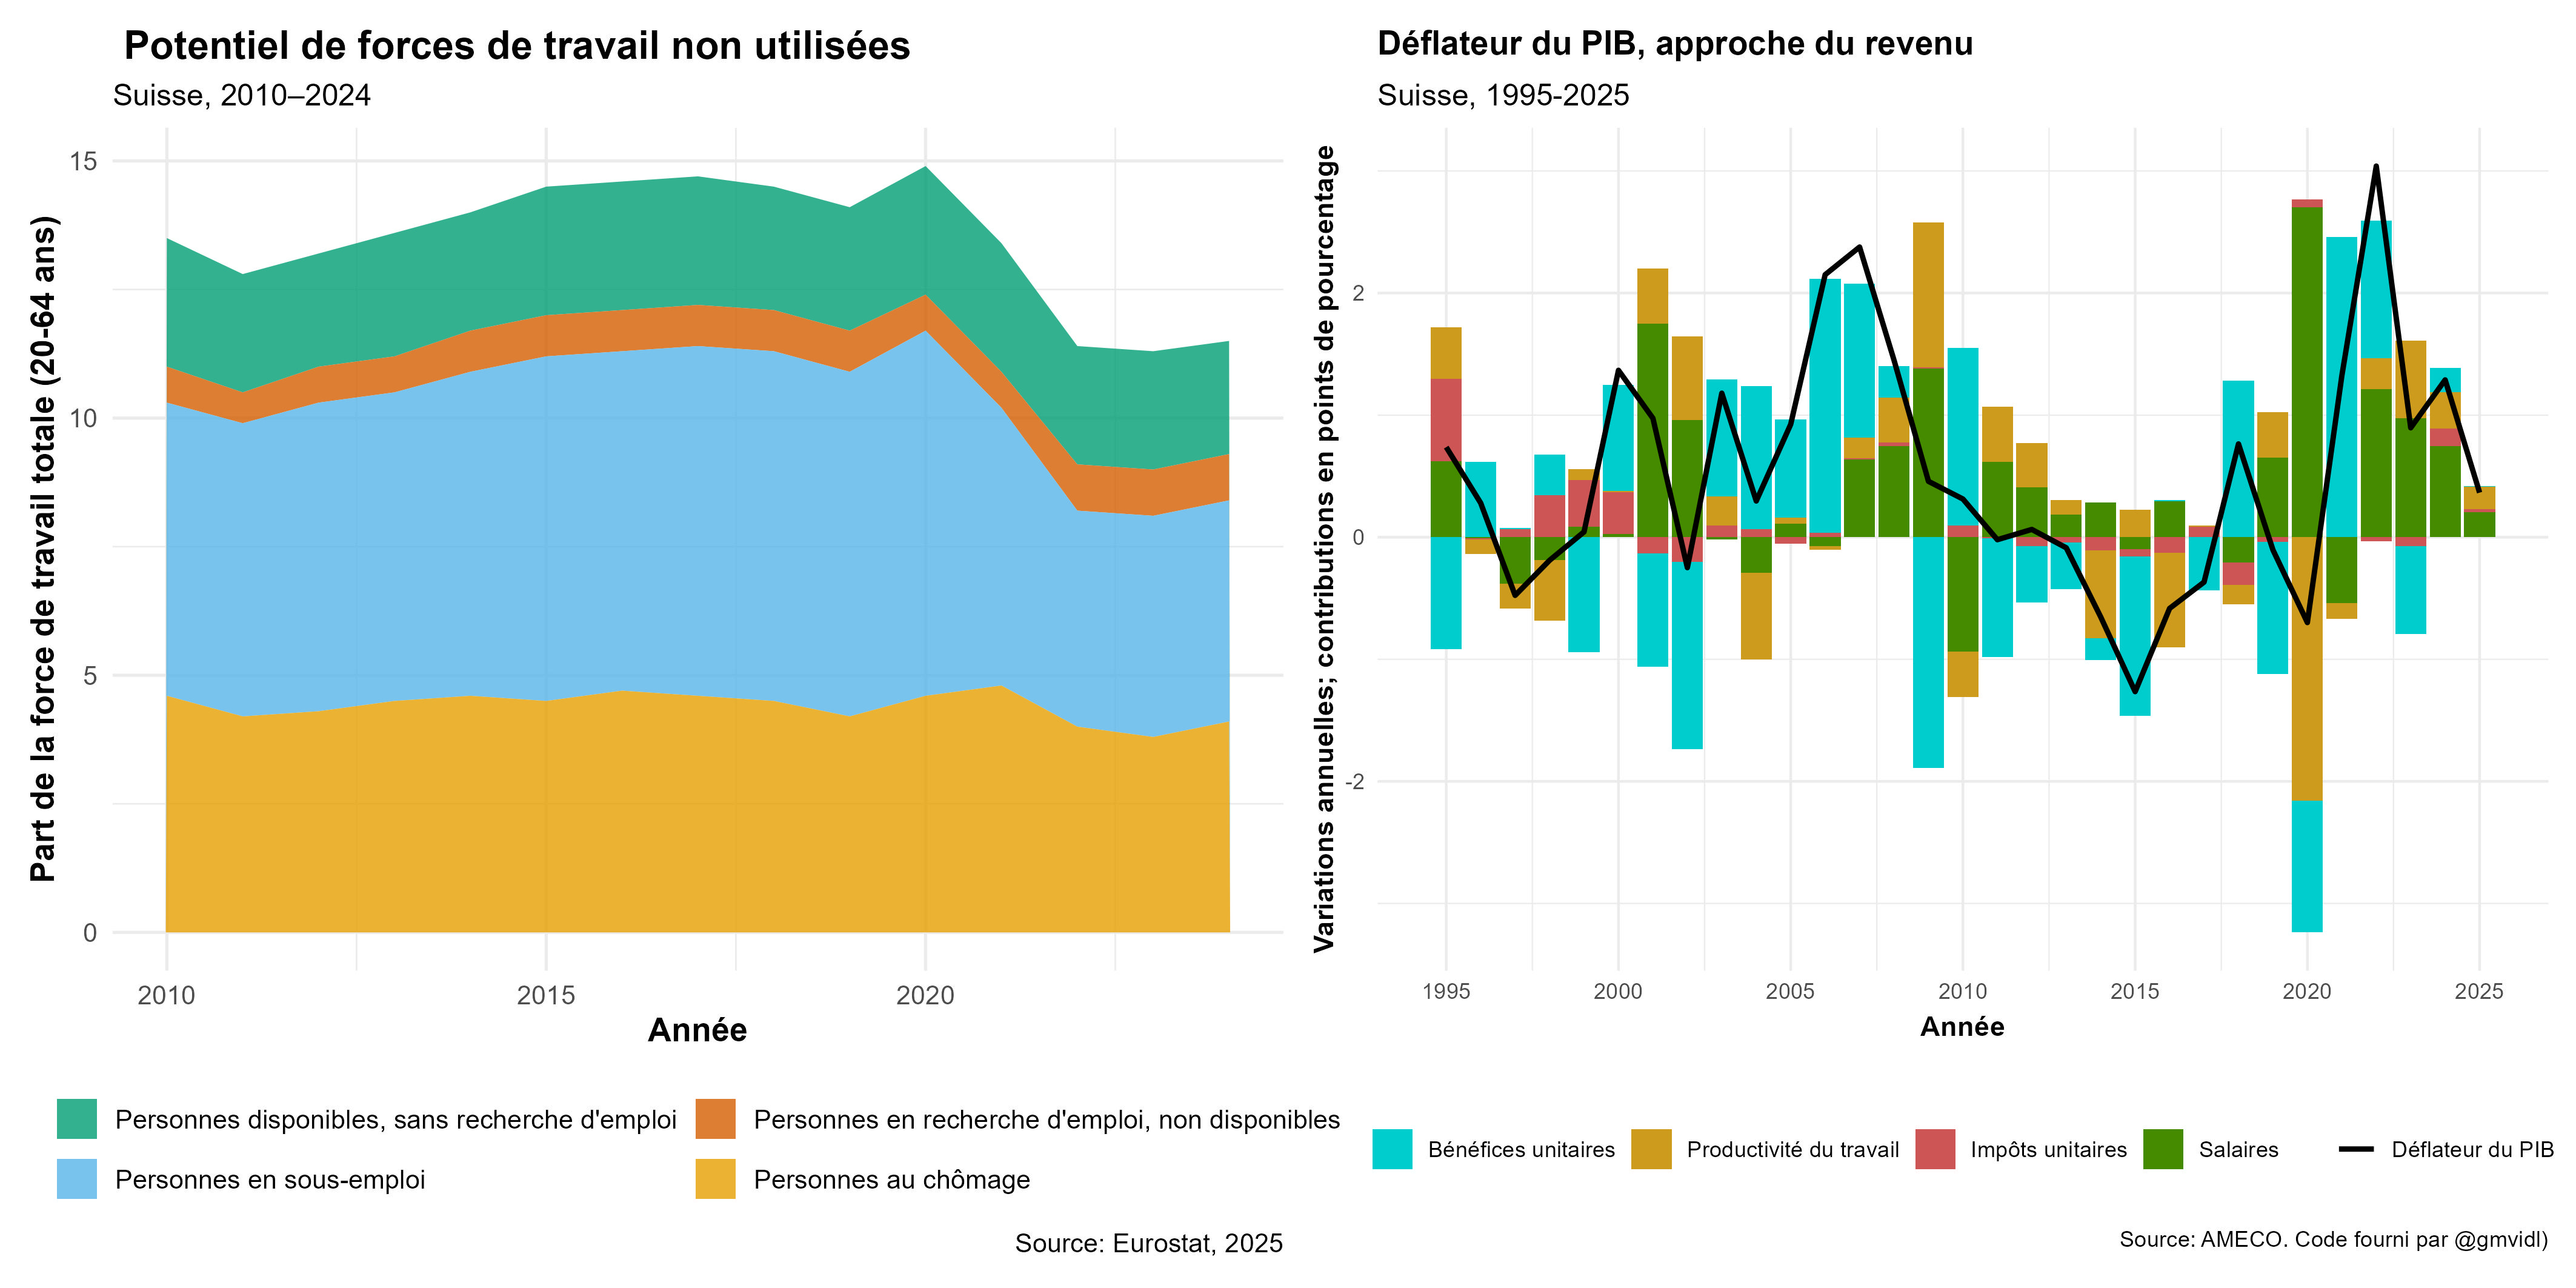 Potentiel de forces de travail non utilisées
Suisse, 2010–2024
Part de la force de travail totale (20-64 ans)
15
10
5
0
2010
2015
2020
Année
Personnes disponibles, sans recherche d'emploi
Personnes en recherche d'emploi, non disponibles
Personnes en sous-emploi
Personnes au chômage
Source: Eurostat, 2025
Déflateur du PIB, approche du revenu
Suisse, 1995-2025
Variations annuelles; contributions en points de pourcentage
2
0
-2
1995
2000
2005
2010
2015
2020
2025
Année
Bénéfices unitaires
Productivité du travail
Impôts unitaires
Salaires
Déflateur du PIB
Source: AMECO. Code fourni par @gmvidl)